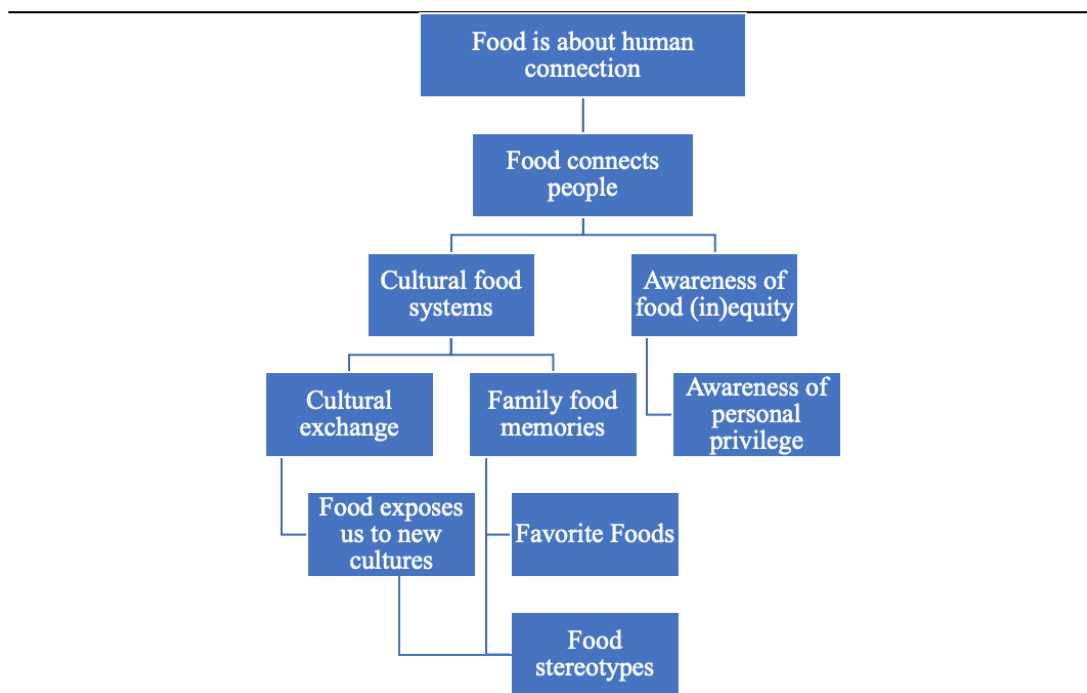 Food is about human
connection
Food connects
people
Cultural food
systems
Awareness of
food (in)equity
Cultural
exchange
Family food
memories
Awareness of
personal
privilege
Food exposes
us to new
cultures
Favorite Foods
Food
stereotypes